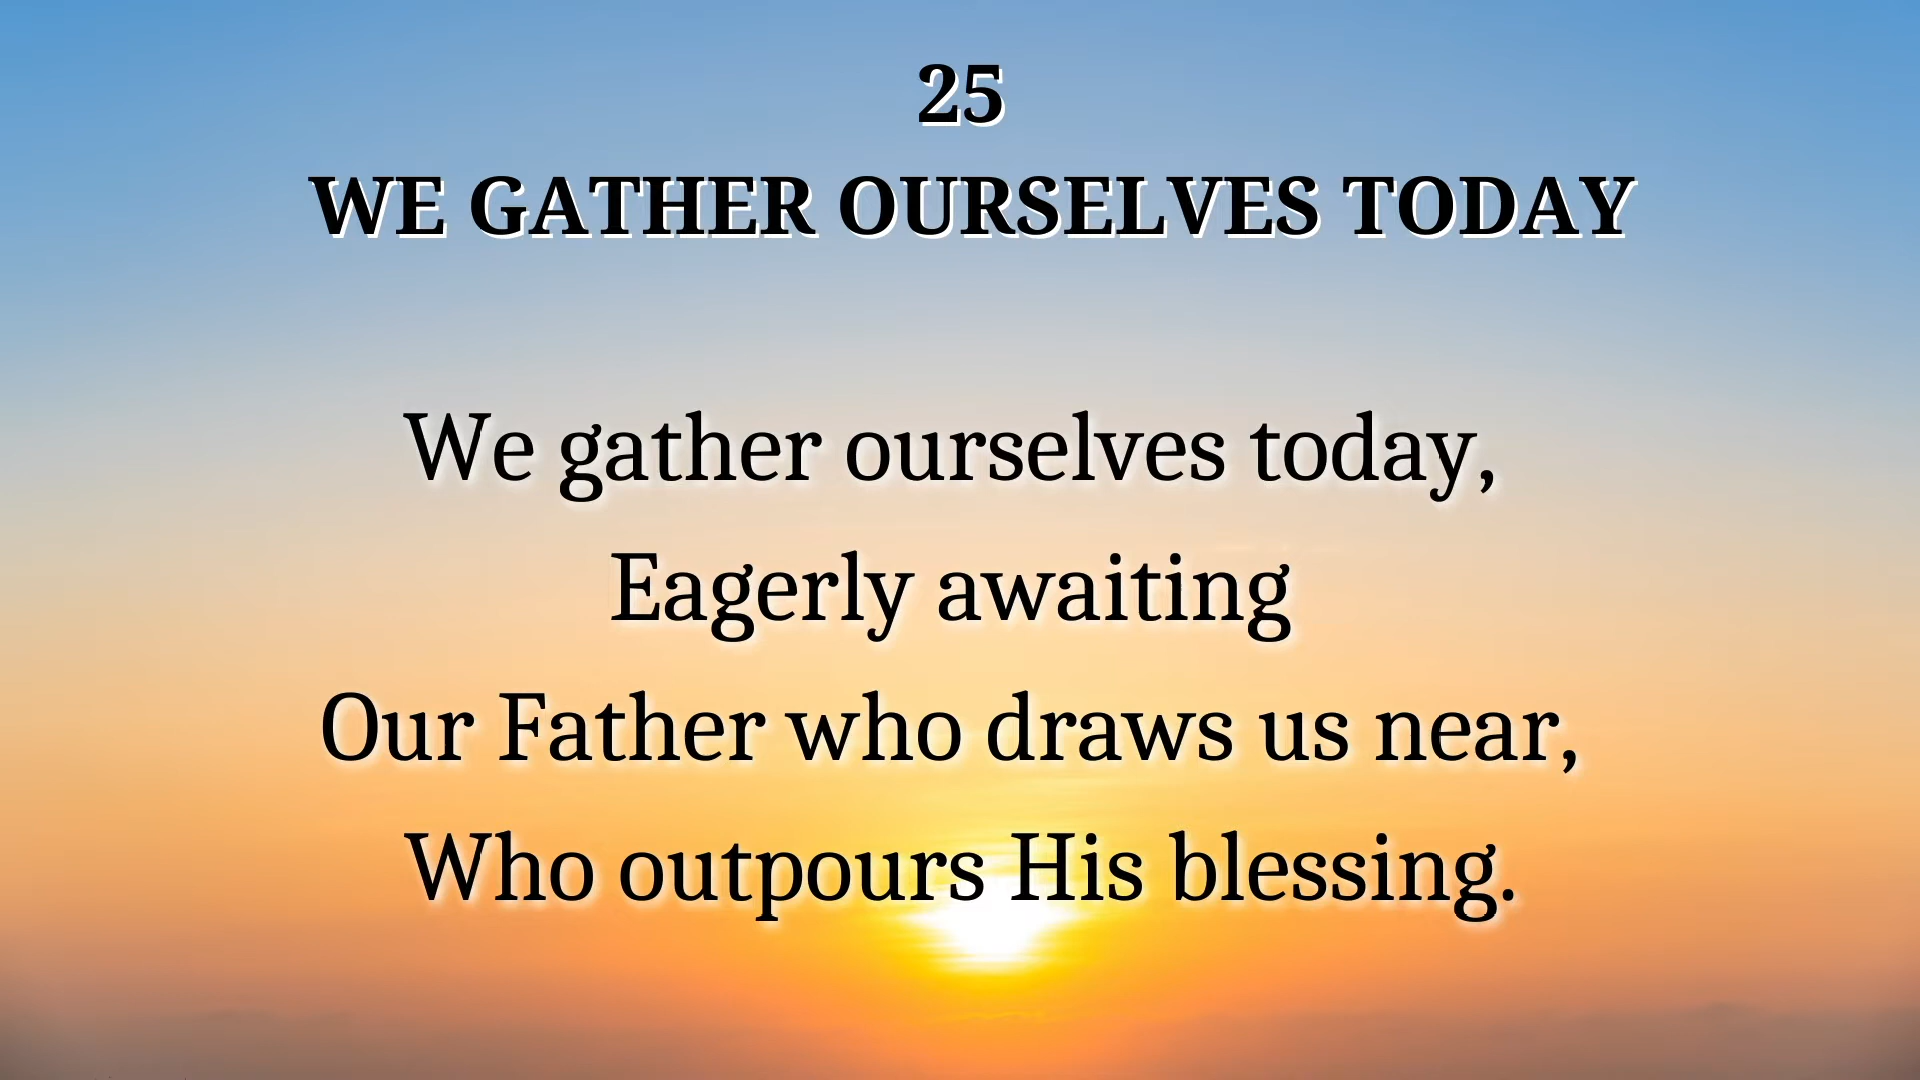 25
WE GATHER OURSELVES TODAY
We gather ourselves today,
Eagerly awaiting
Our Father who draws us near,
Who outpours His blessing.